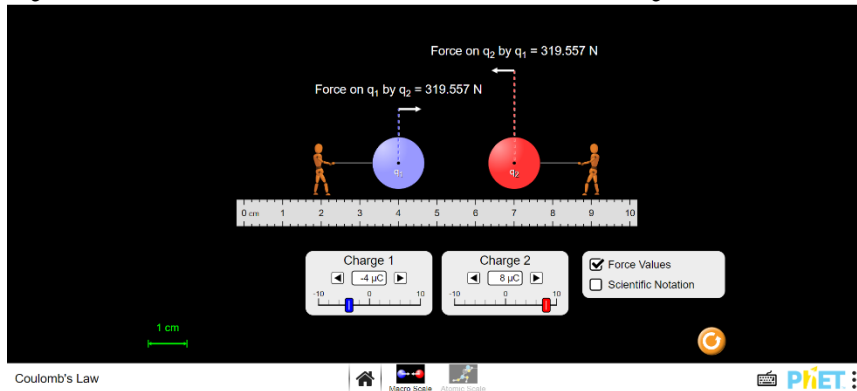 Force on q₂ by q₁ = 319.557 N
Force on q₁ by q₂ = 319.557 N
q₁
q₂
0 cm 1 2 3 4 5 6 7 8 9 10
Charge 1
-4 μC
-10 0 10
Charge 2
8 μC
-10 0 10
Force Values
Scientific Notation
1 cm
Coulomb's Law
Macro Scale
Atomic Scale
PhET